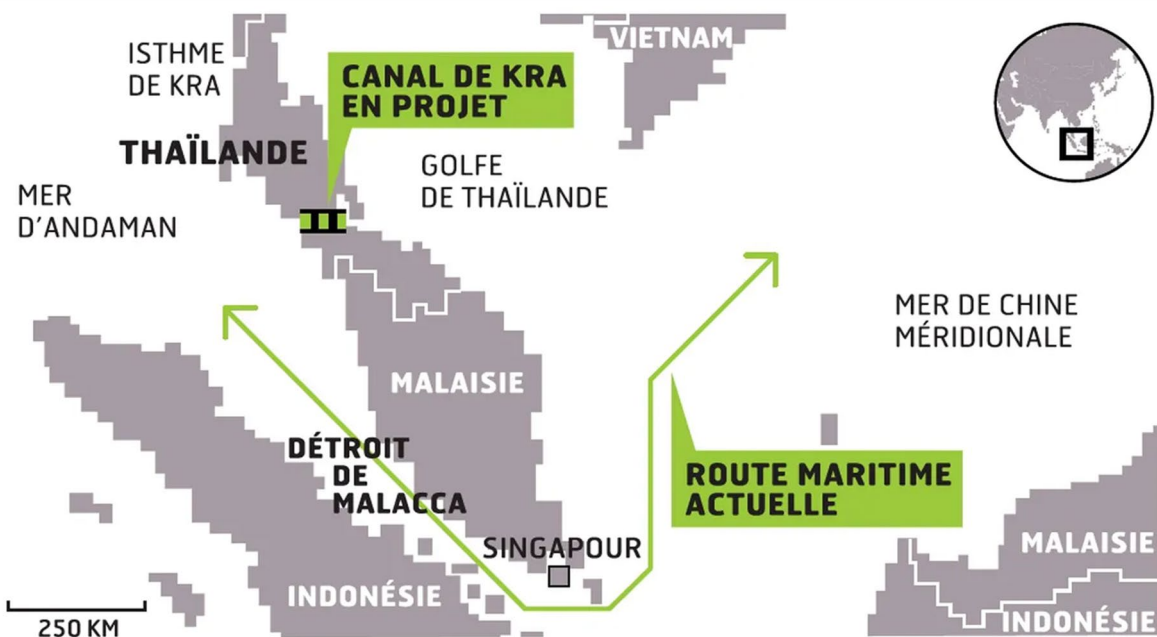 VIETNAM
ISTHME
DE KRA
CANAL DE KRA
EN PROJET
THAÏLANDE
GOLFE
DE THAÏLANDE
MER
D'ANDAMAN
MER DE CHINE
MÉRIDIONALE
MALAISIE
DÉTROIT
DE
MALACCA
ROUTE MARITIME
ACTUELLE
SINGAPOUR
MALAISIE
INDONÉSIE
INDONÉSIE
250 KM